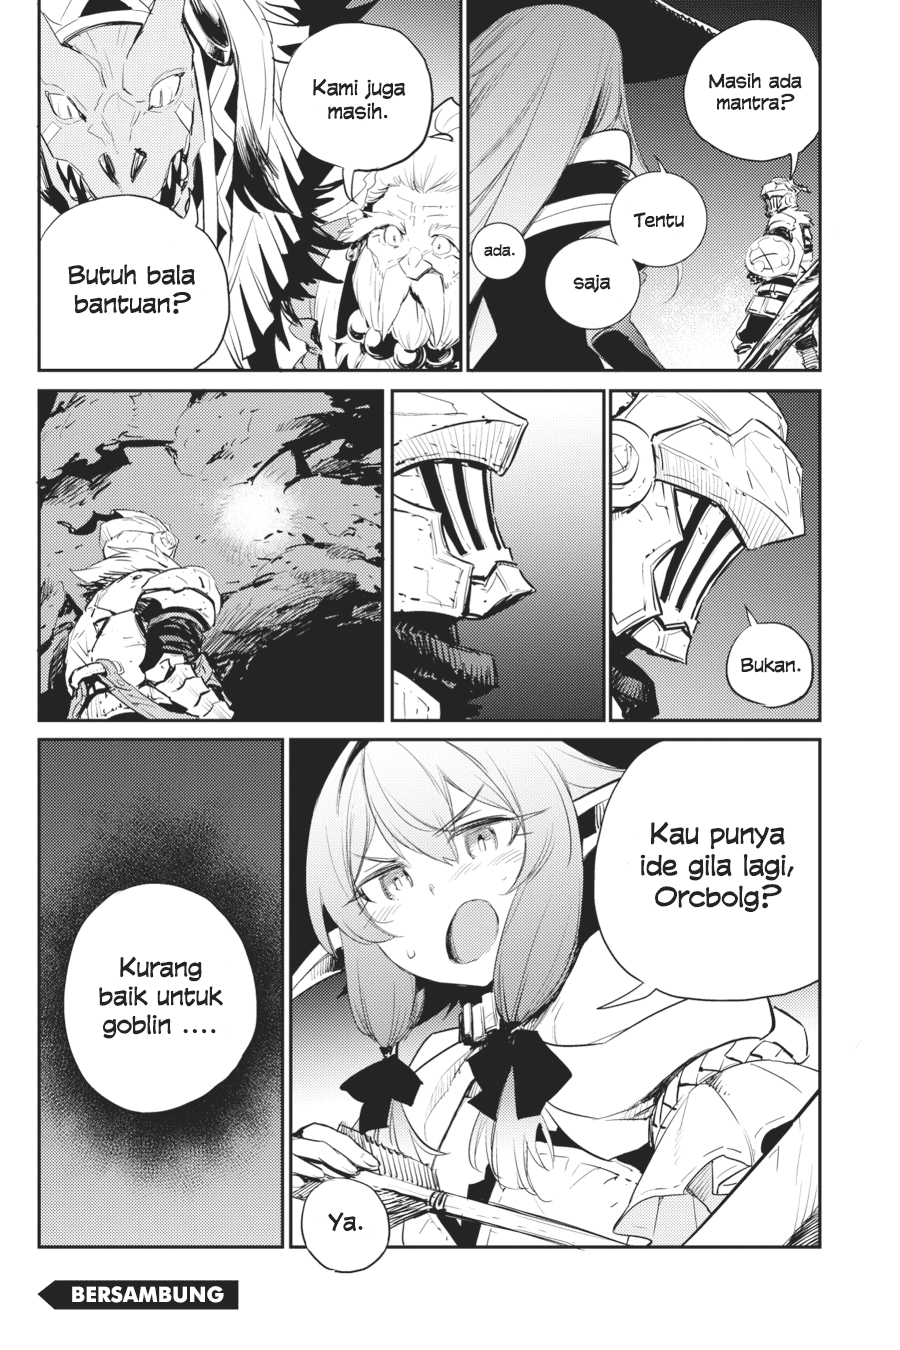 Masih ada
mantra?
Tentu
saja
ada.
Kami juga
masih.
Butuh bala
bantuan?
Bukan.
Kau punya
ide gila lagi,
Orcbolg?
Ya.
Kurang
baik untuk
goblin ....
BERSAMBUNG